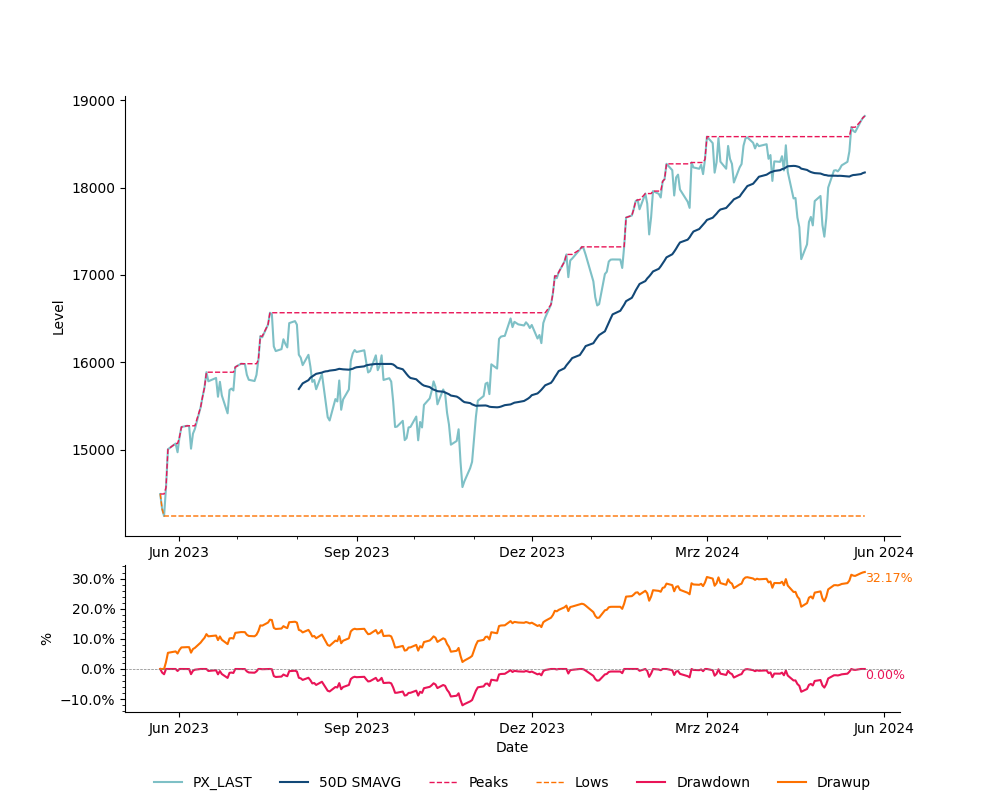 19000
18000
17000
16000
15000
Level
Jun 2023 Sep 2023 Dez 2023 Mrz 2024 Jun 2024
30.0%
20.0%
10.0%
0.0%
−10.0%
%
32.17%
0.00%
Jun 2023 Sep 2023 Dez 2023 Mrz 2024 Jun 2024
Date
PX_LAST 50D SMAVG Peaks Lows Drawdown Drawup